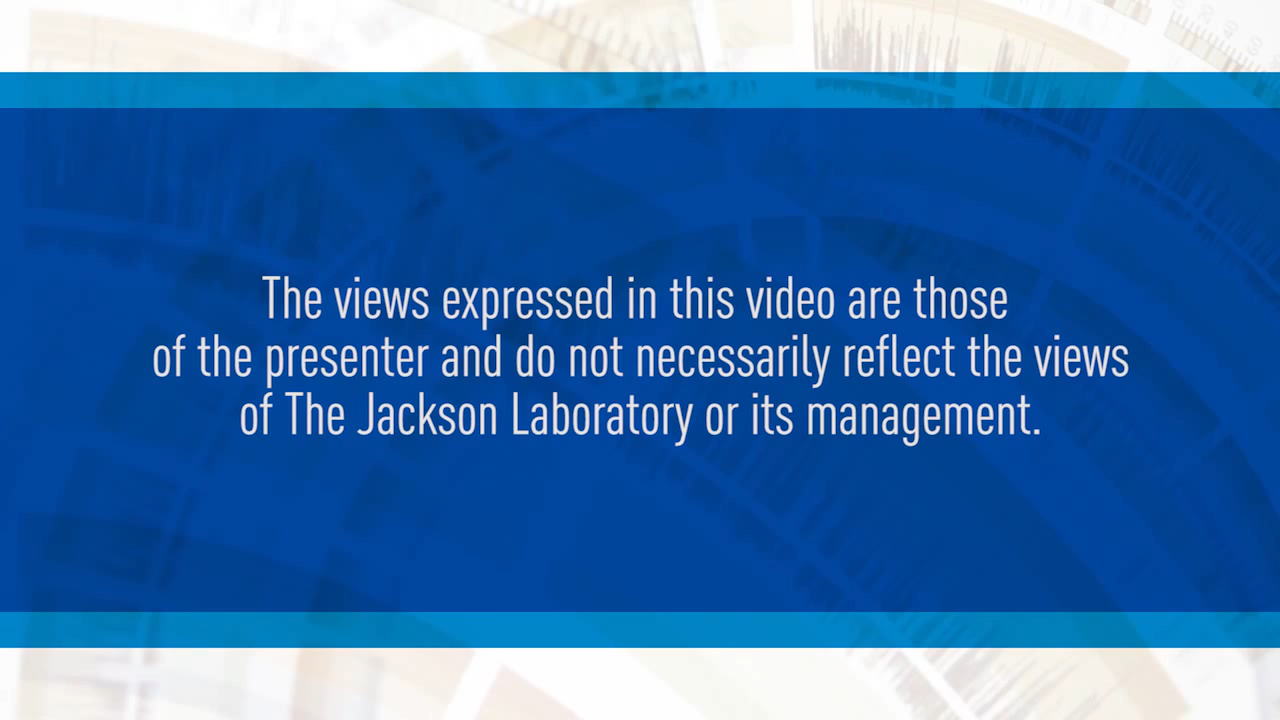 The views expressed in this video are those
of the presenter and do not necessarily reflect the views
of The Jackson Laboratory or its management.